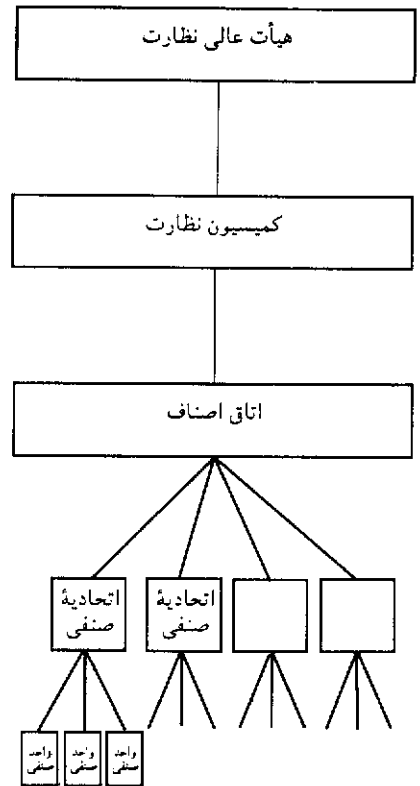 هیأت عالی نظارت
کمیسیون نظارت
اتاق اصناف
اتحادیهٔ
صنفی
اتحادیهٔ
صنفی
واحد
صنفی
واحد
صنفی
واحد
صنفی